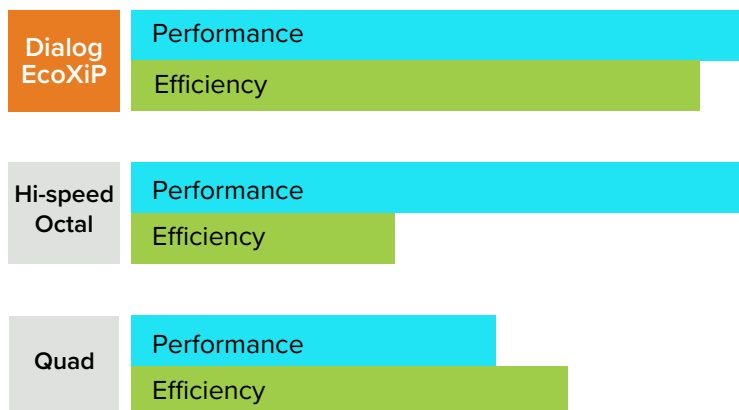 Dialog
EcoXiP
Performance
Efficiency
Hi-speed
Octal
Performance
Efficiency
Quad
Performance
Efficiency